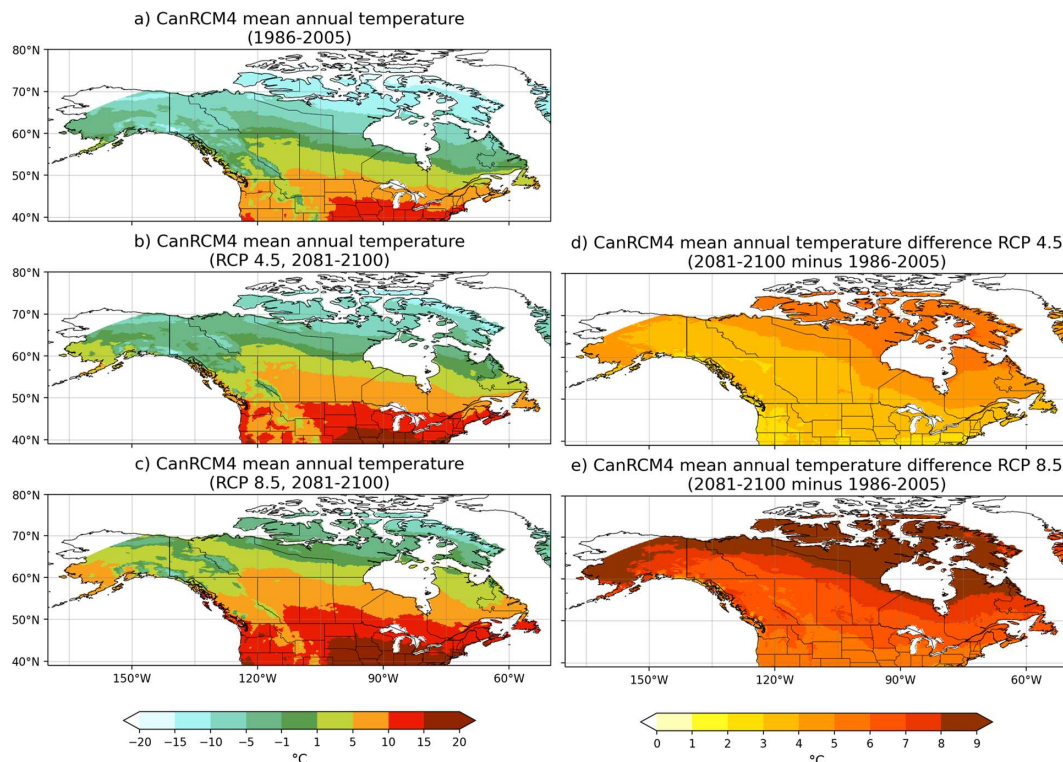 a) CanRCM4 mean annual temperature
(1986-2005)
80°N
70°N
60°N
50°N
40°N
b) CanRCM4 mean annual temperature
(RCP 4.5, 2081-2100)
80°N
70°N
60°N
50°N
40°N
d) CanRCM4 mean annual temperature difference RCP 4.5
(2081-2100 minus 1986-2005)
c) CanRCM4 mean annual temperature
(RCP 8.5, 2081-2100)
80°N
70°N
60°N
50°N
40°N
150°W 120°W 90°W 60°W
e) CanRCM4 mean annual temperature difference RCP 8.5
(2081-2100 minus 1986-2005)
150°W 120°W 90°W 60°W
−20 −15 −10 −5 −1 1 5 10 15 20
°C
0 1 2 3 4 5 6 7 8 9
°C